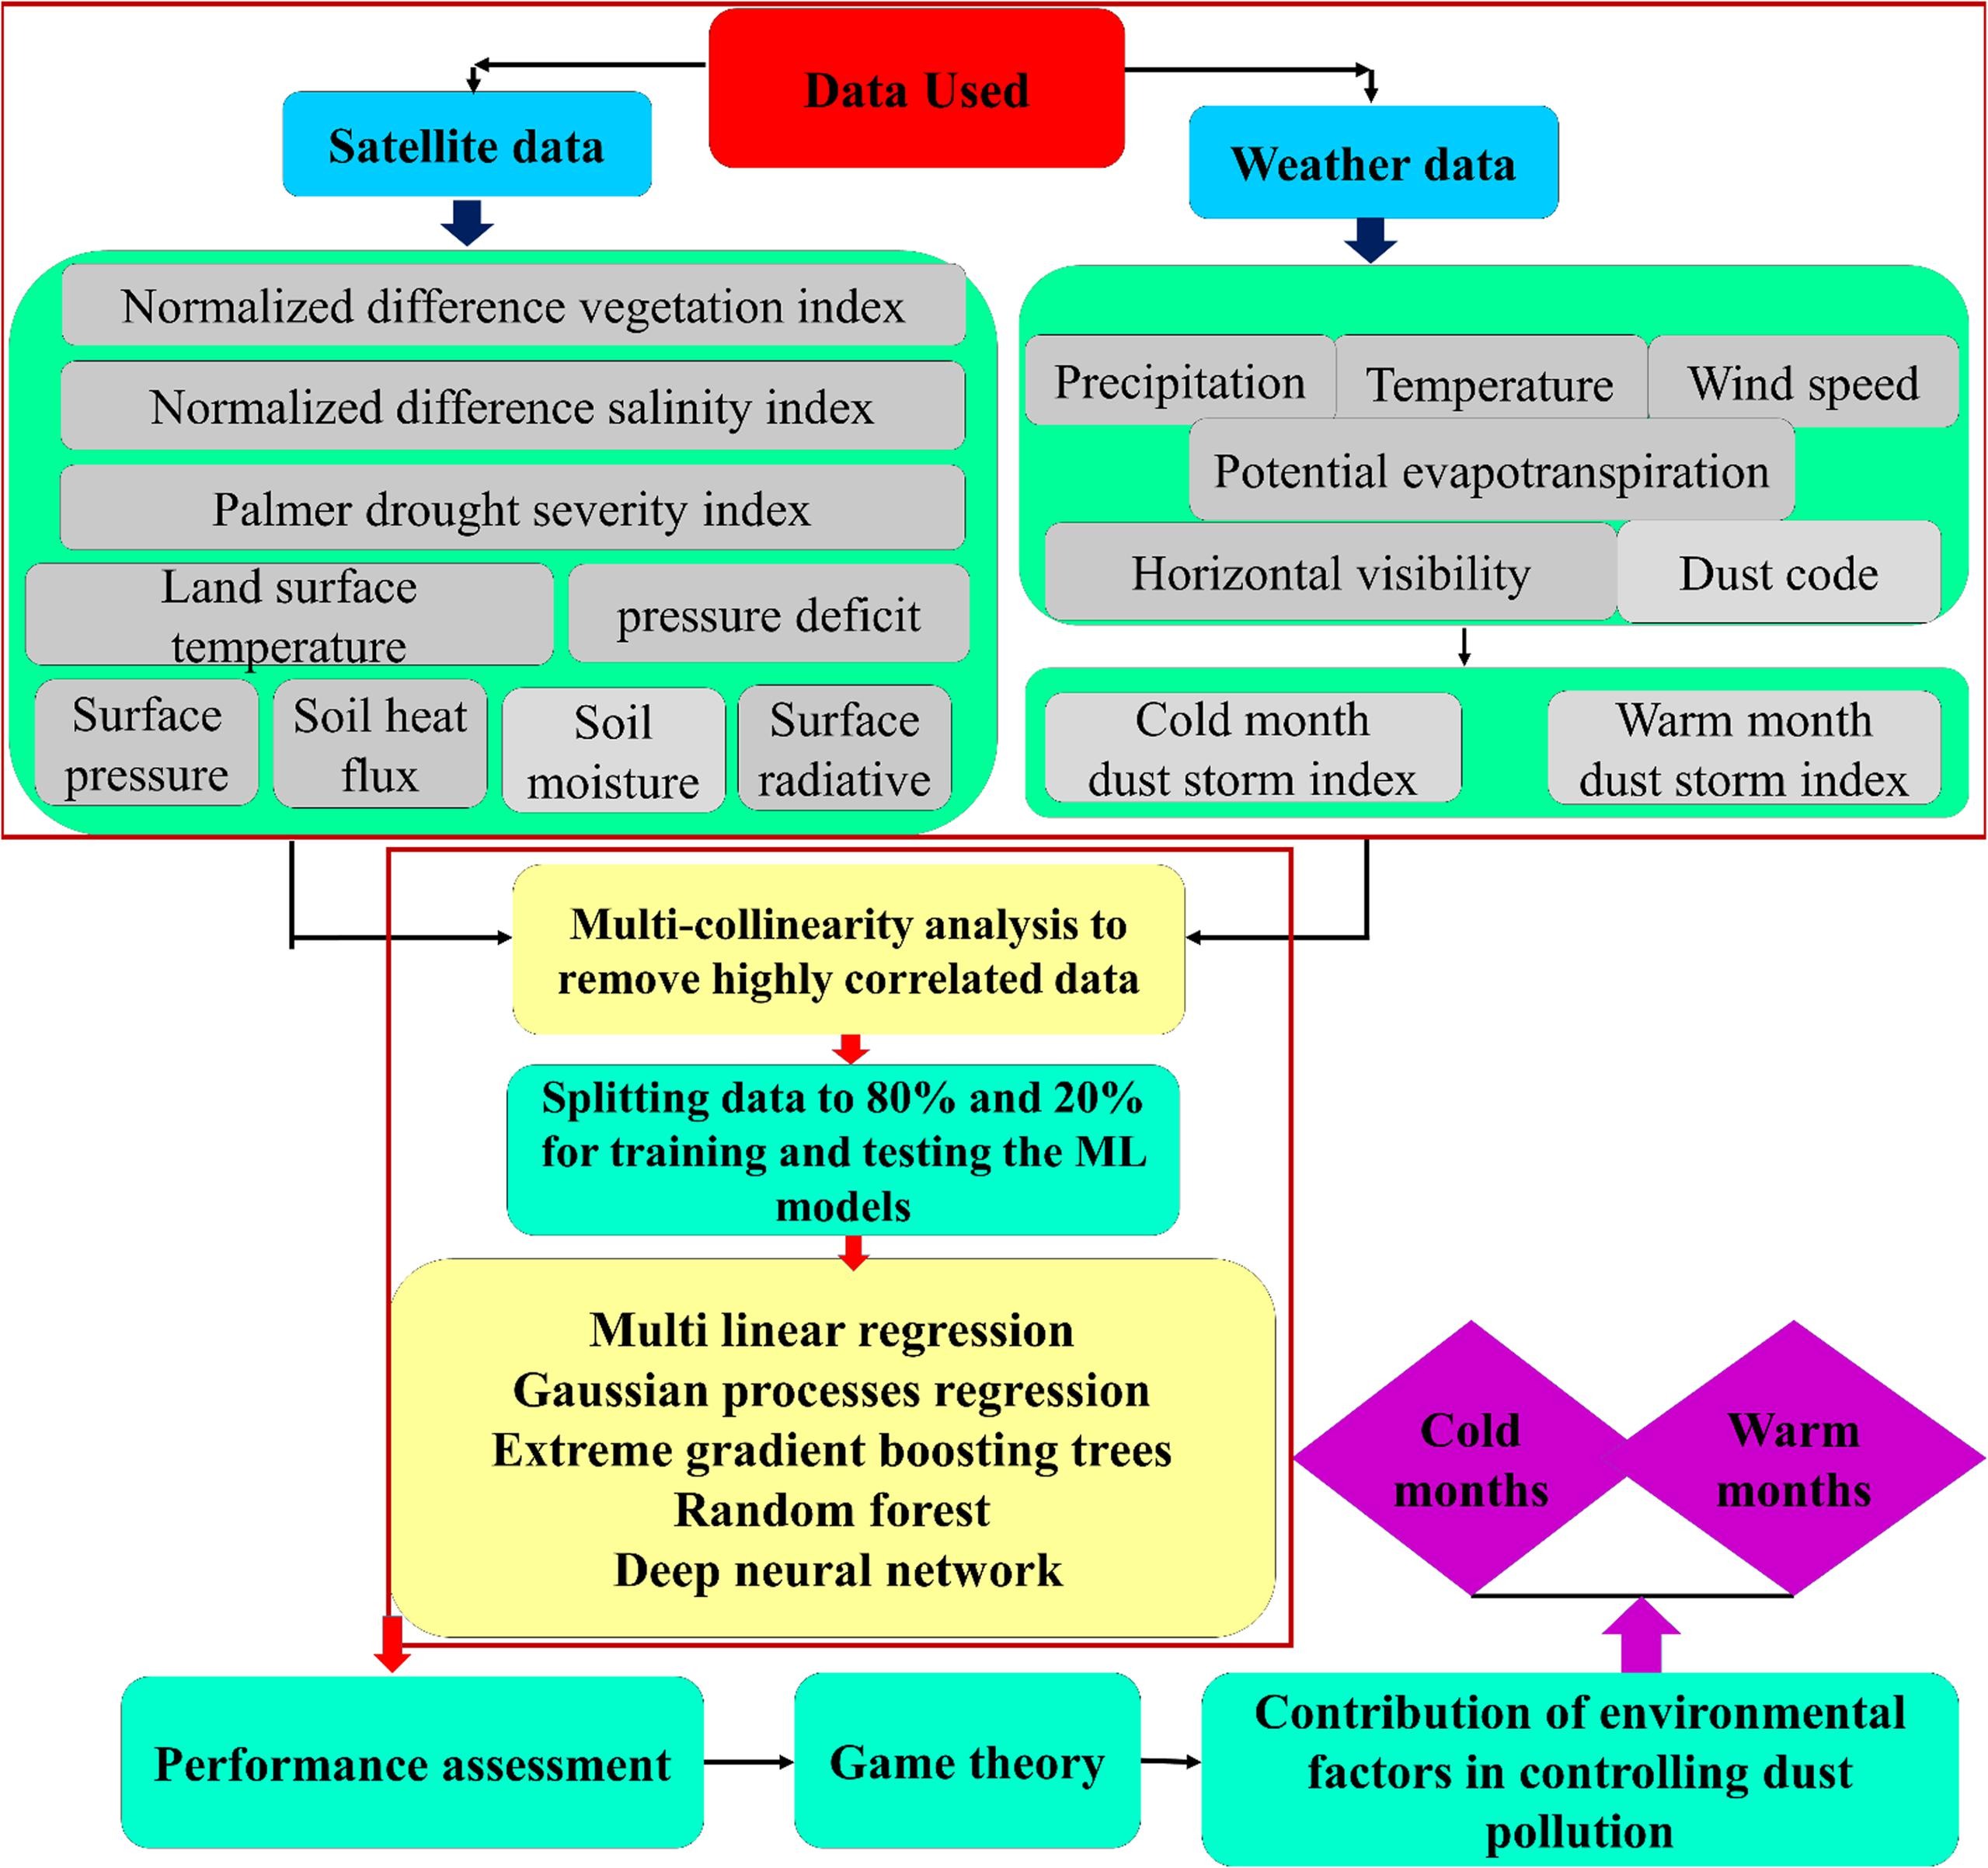 Data Used
Satellite data
Weather data
Normalized difference vegetation index
Normalized difference salinity index
Palmer drought severity index
Land surface
temperature
pressure deficit
Surface
pressure
Soil heat
flux
Soil
moisture
Surface
radiative
Precipitation
Temperature
Wind speed
Potential evapotranspiration
Horizontal visibility
Dust code
Cold month
dust storm index
Warm month
dust storm index
Multi-collinearity analysis to
remove highly correlated data
Splitting data to 80% and 20%
for training and testing the ML
models
Multi linear regression
Gaussian processes regression
Extreme gradient boosting trees
Random forest
Deep neural network
Cold
months
Warm
months
Performance assessment
Game theory
Contribution of environmental
factors in controlling dust
pollution